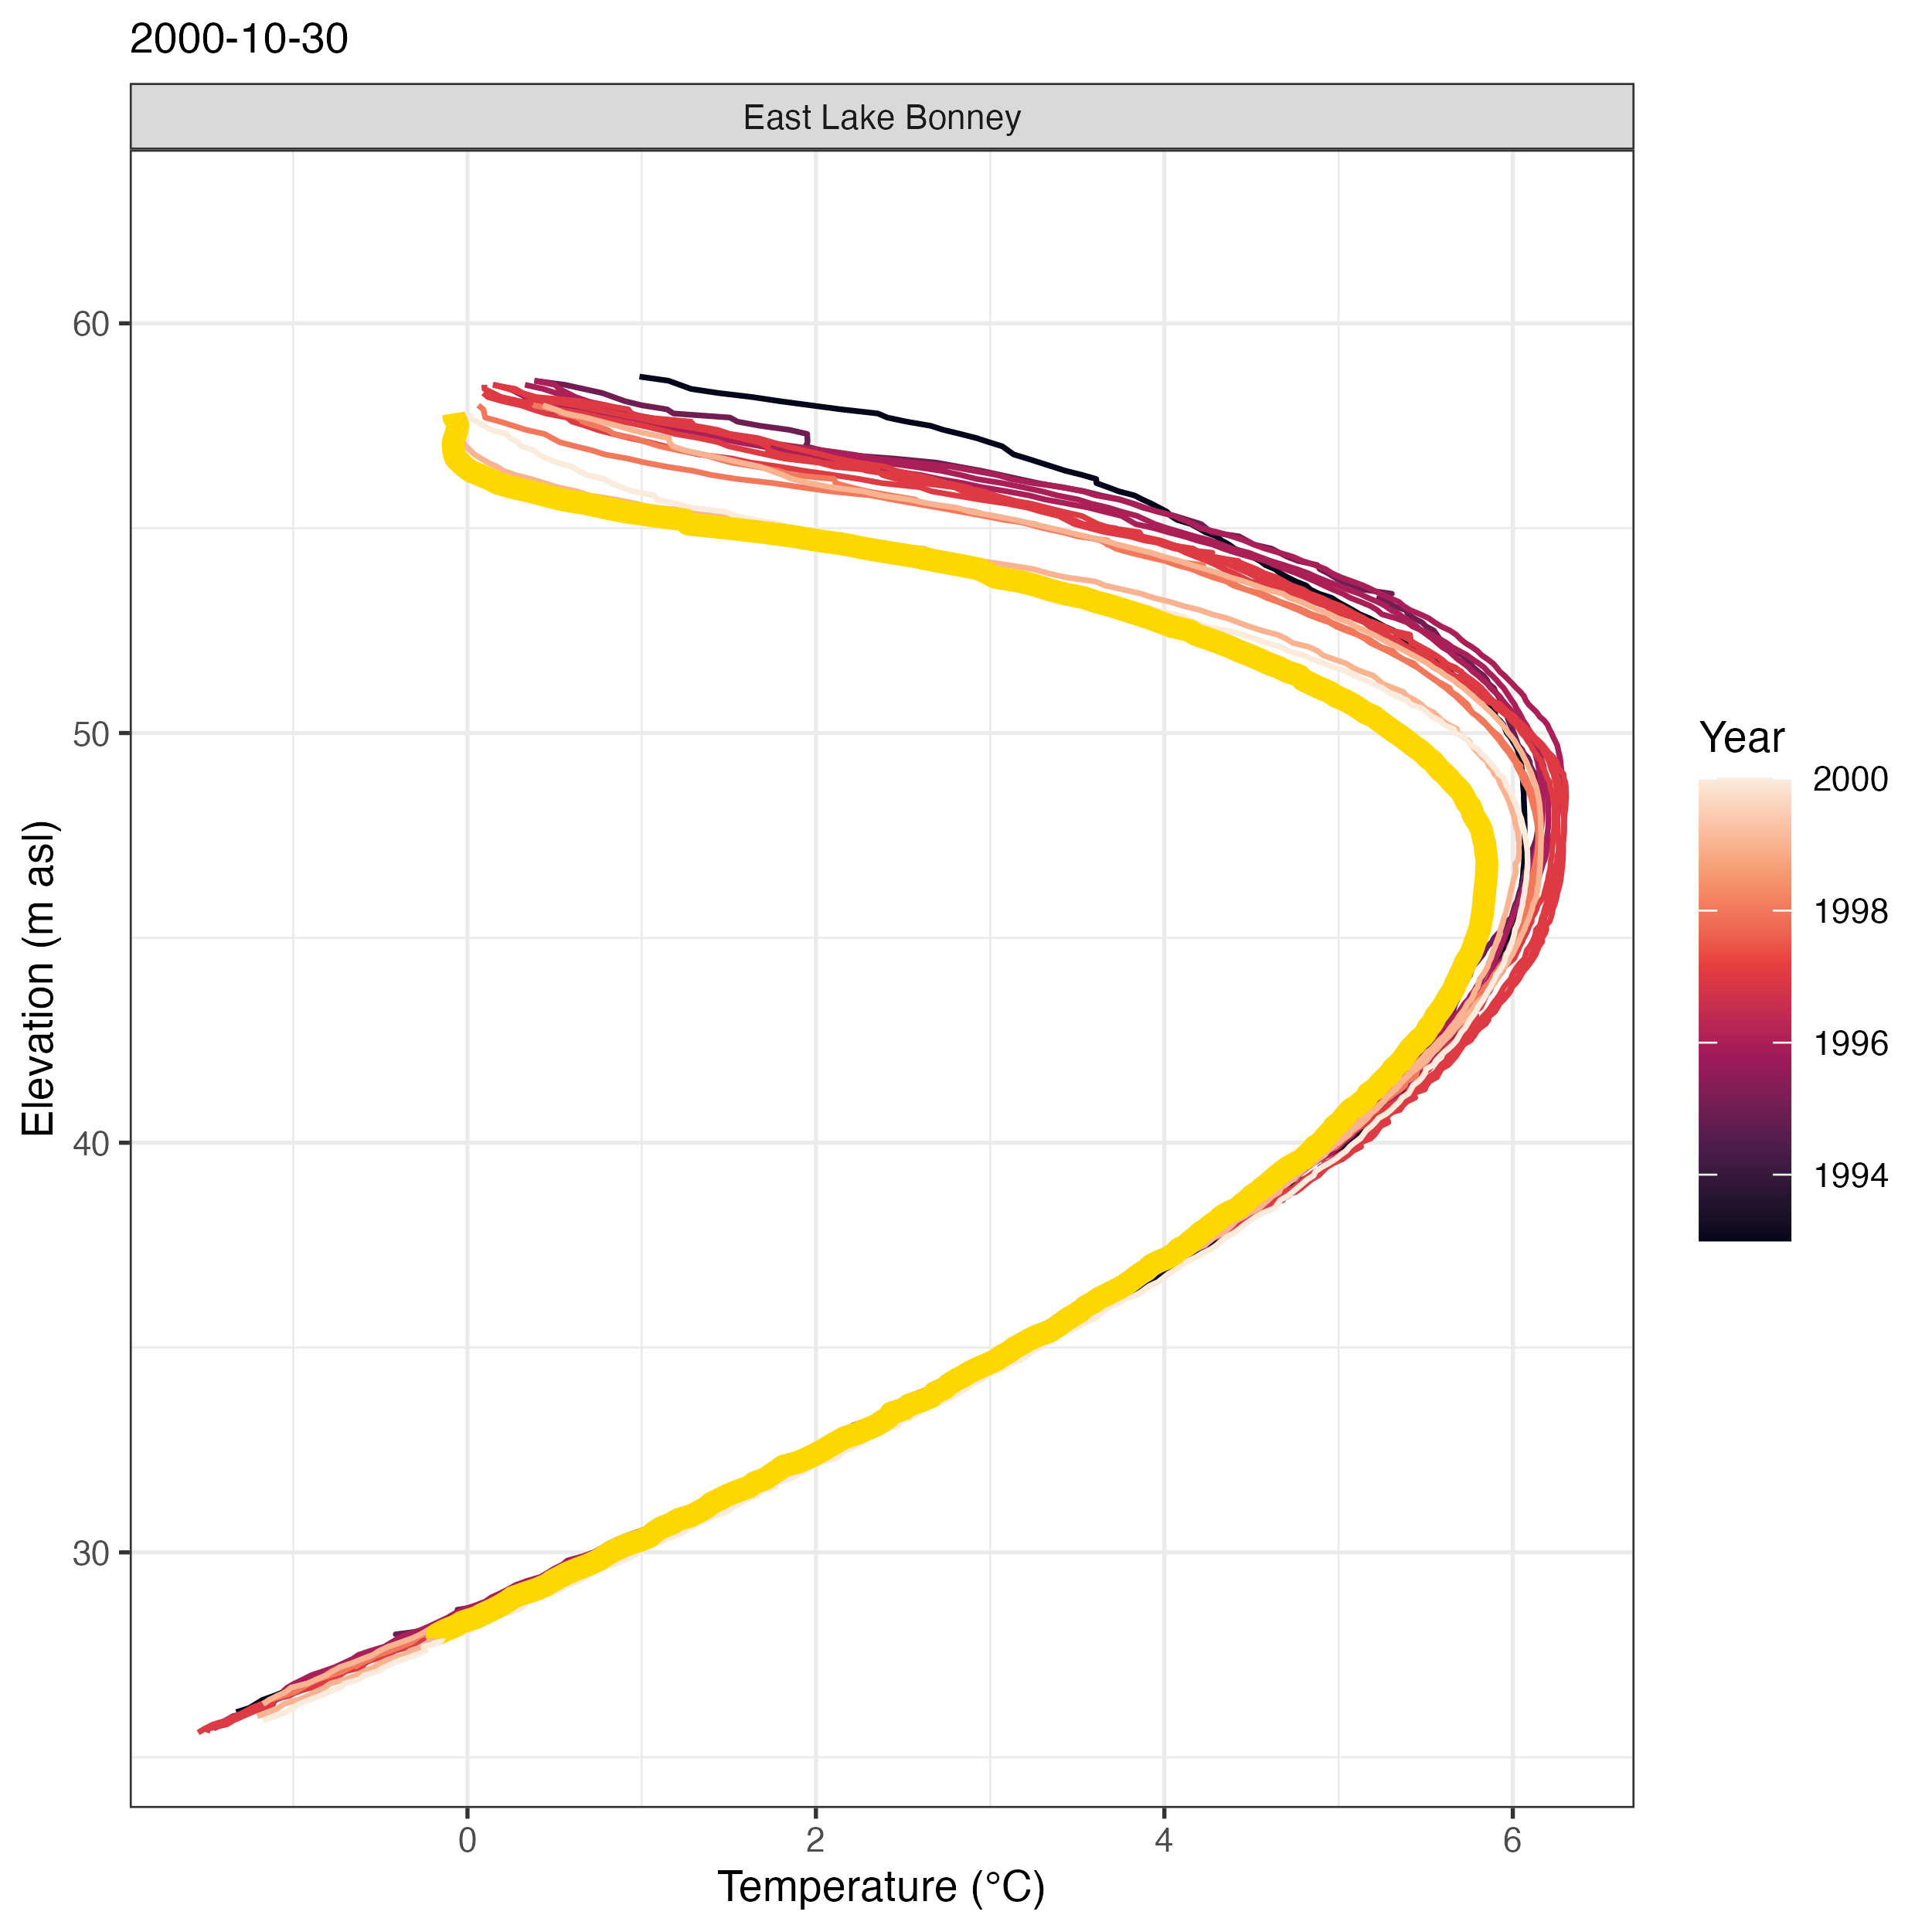 2000-10-30
East Lake Bonney
60
50
40
30
Elevation (m asl)
0 2 4 6
Temperature (°C)
Year
2000
1998
1996
1994